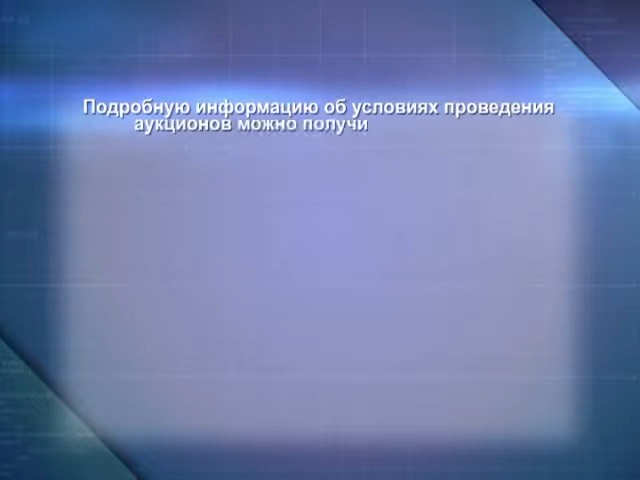 Подробную информацию об условиях проведения
аукционов можно получи